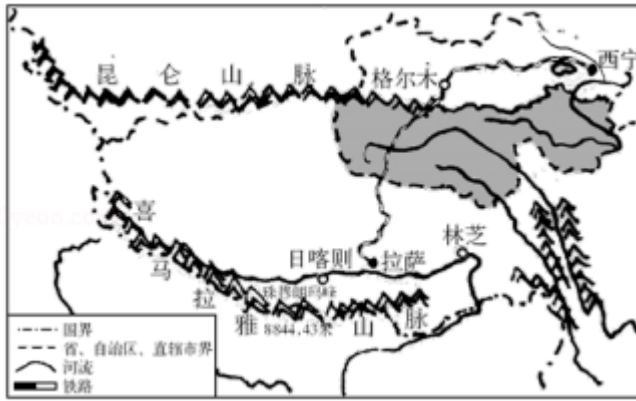 昆仑山脉
格尔木
西宁
喜马拉雅山脉
日喀则
拉萨
林芝
珠穆朗玛峰
8844.43米
国界
省、自治区、直辖市界
河流
铁路